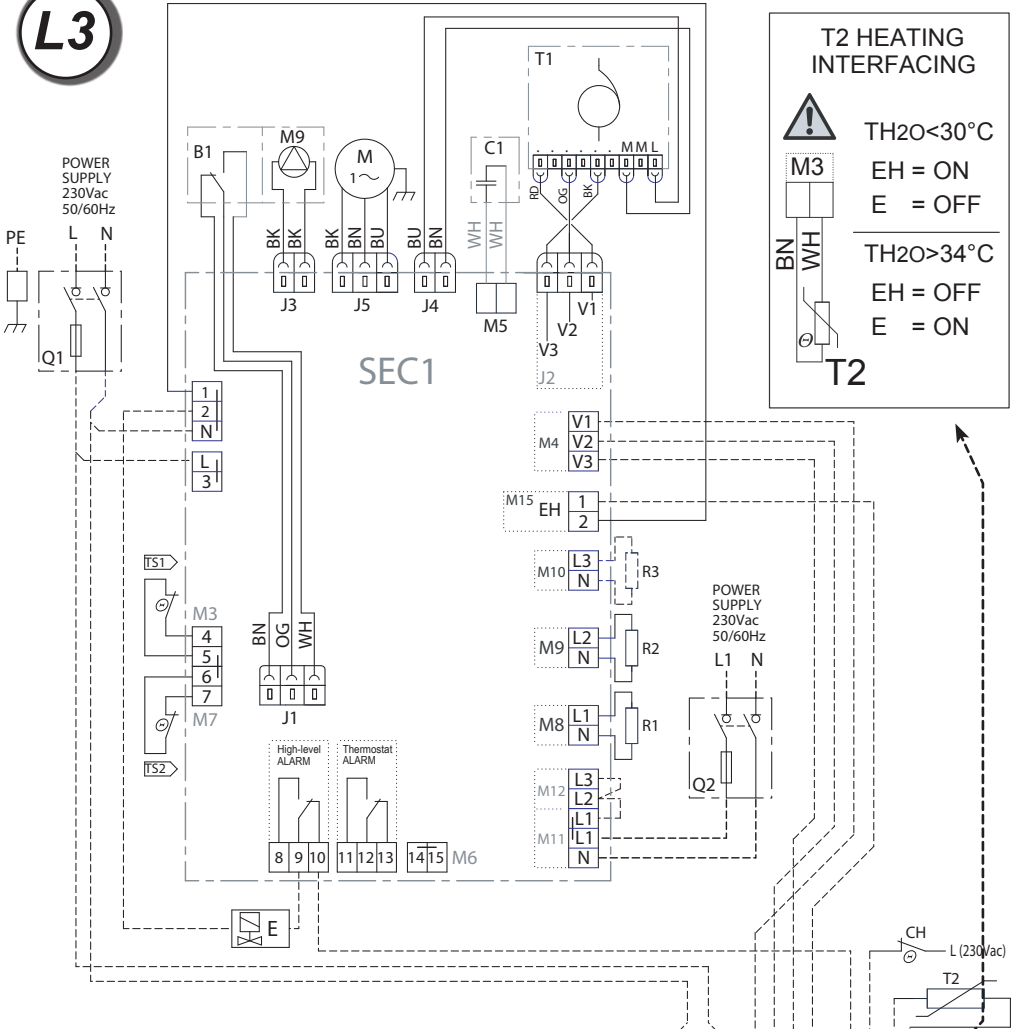 L3
T1
. . . . . . M M L
RD
OG
BK
B1
M9
M
1~
C1
POWER
SUPPLY
230Vac
50/60Hz
L N
PE
Q1
BK
BK
BK
BN
BU
BU
BN
WH
WH
J3
J5
J4
M5
V1
V2
V3
J2
SEC1
1
2
N
L
3
M4
V1
V2
V3
M15
EH
1
2
TS1
M3
4
5
6
7
M7
TS2
BN
OG
WH
J1
M10
L3
N
R3
M9
L2
N
R2
M8
L1
N
R1
POWER
SUPPLY
230Vac
50/60Hz
L1 N
Q2
High-level
ALARM
Thermostat
ALARM
8 9 10
11 12 13
14 15
M6
M12
L3
L2
L1
M11
L1
N
E
CH
L (230Vac)
T2
T2 HEATING
INTERFACING
TH2O<30°C
EH = ON
E = OFF
TH2O>34°C
EH = OFF
E = ON
M3
BN
WH
Θ
T2